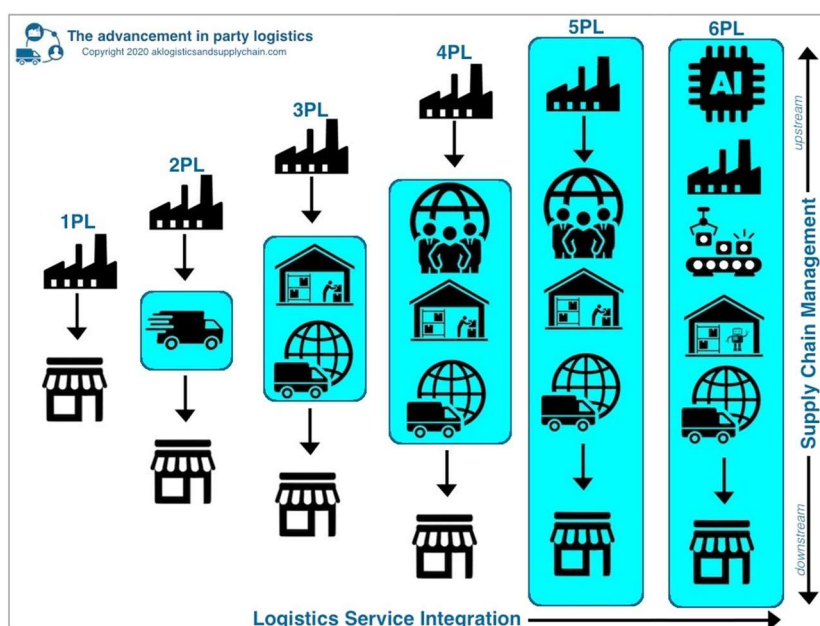 The advancement in party logistics
Copyright 2020 aklogisticsandsupplychain.com
1PL
2PL
3PL
4PL
5PL
6PL
AI
upstream
Supply Chain Management
downstream
Logistics Service Integration